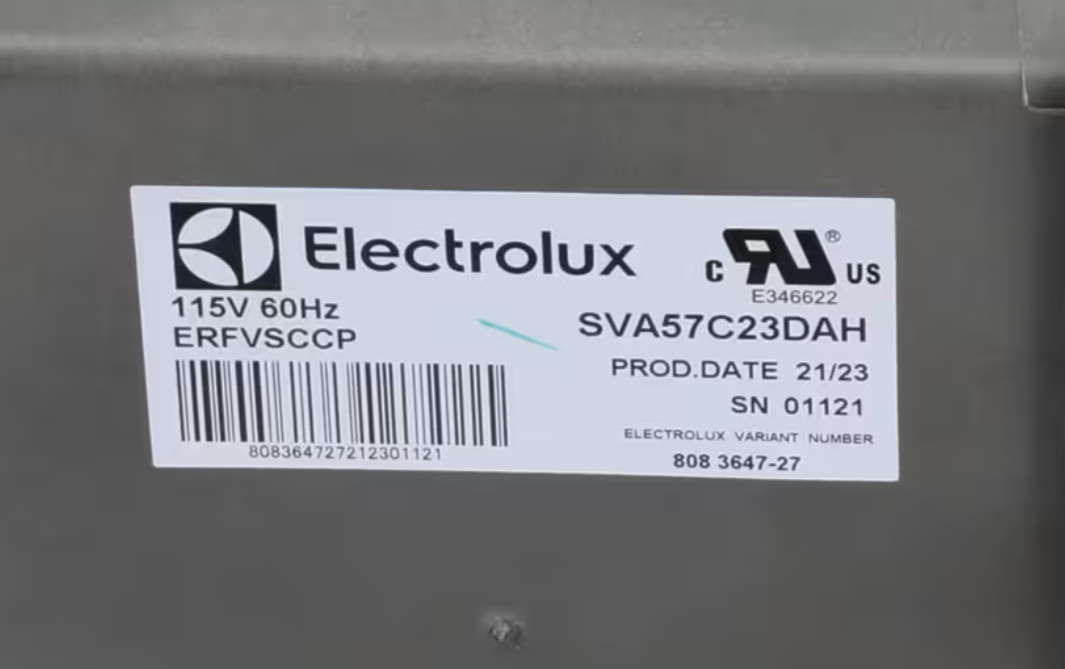 Electrolux
C RU ® US
E346622
115V 60Hz
SVA57C23DAH
ERFVSCCP
PROD.DATE 21/23
SN 01121
ELECTROLUX VARIANT NUMBER
808364727212301121
808 3647-27